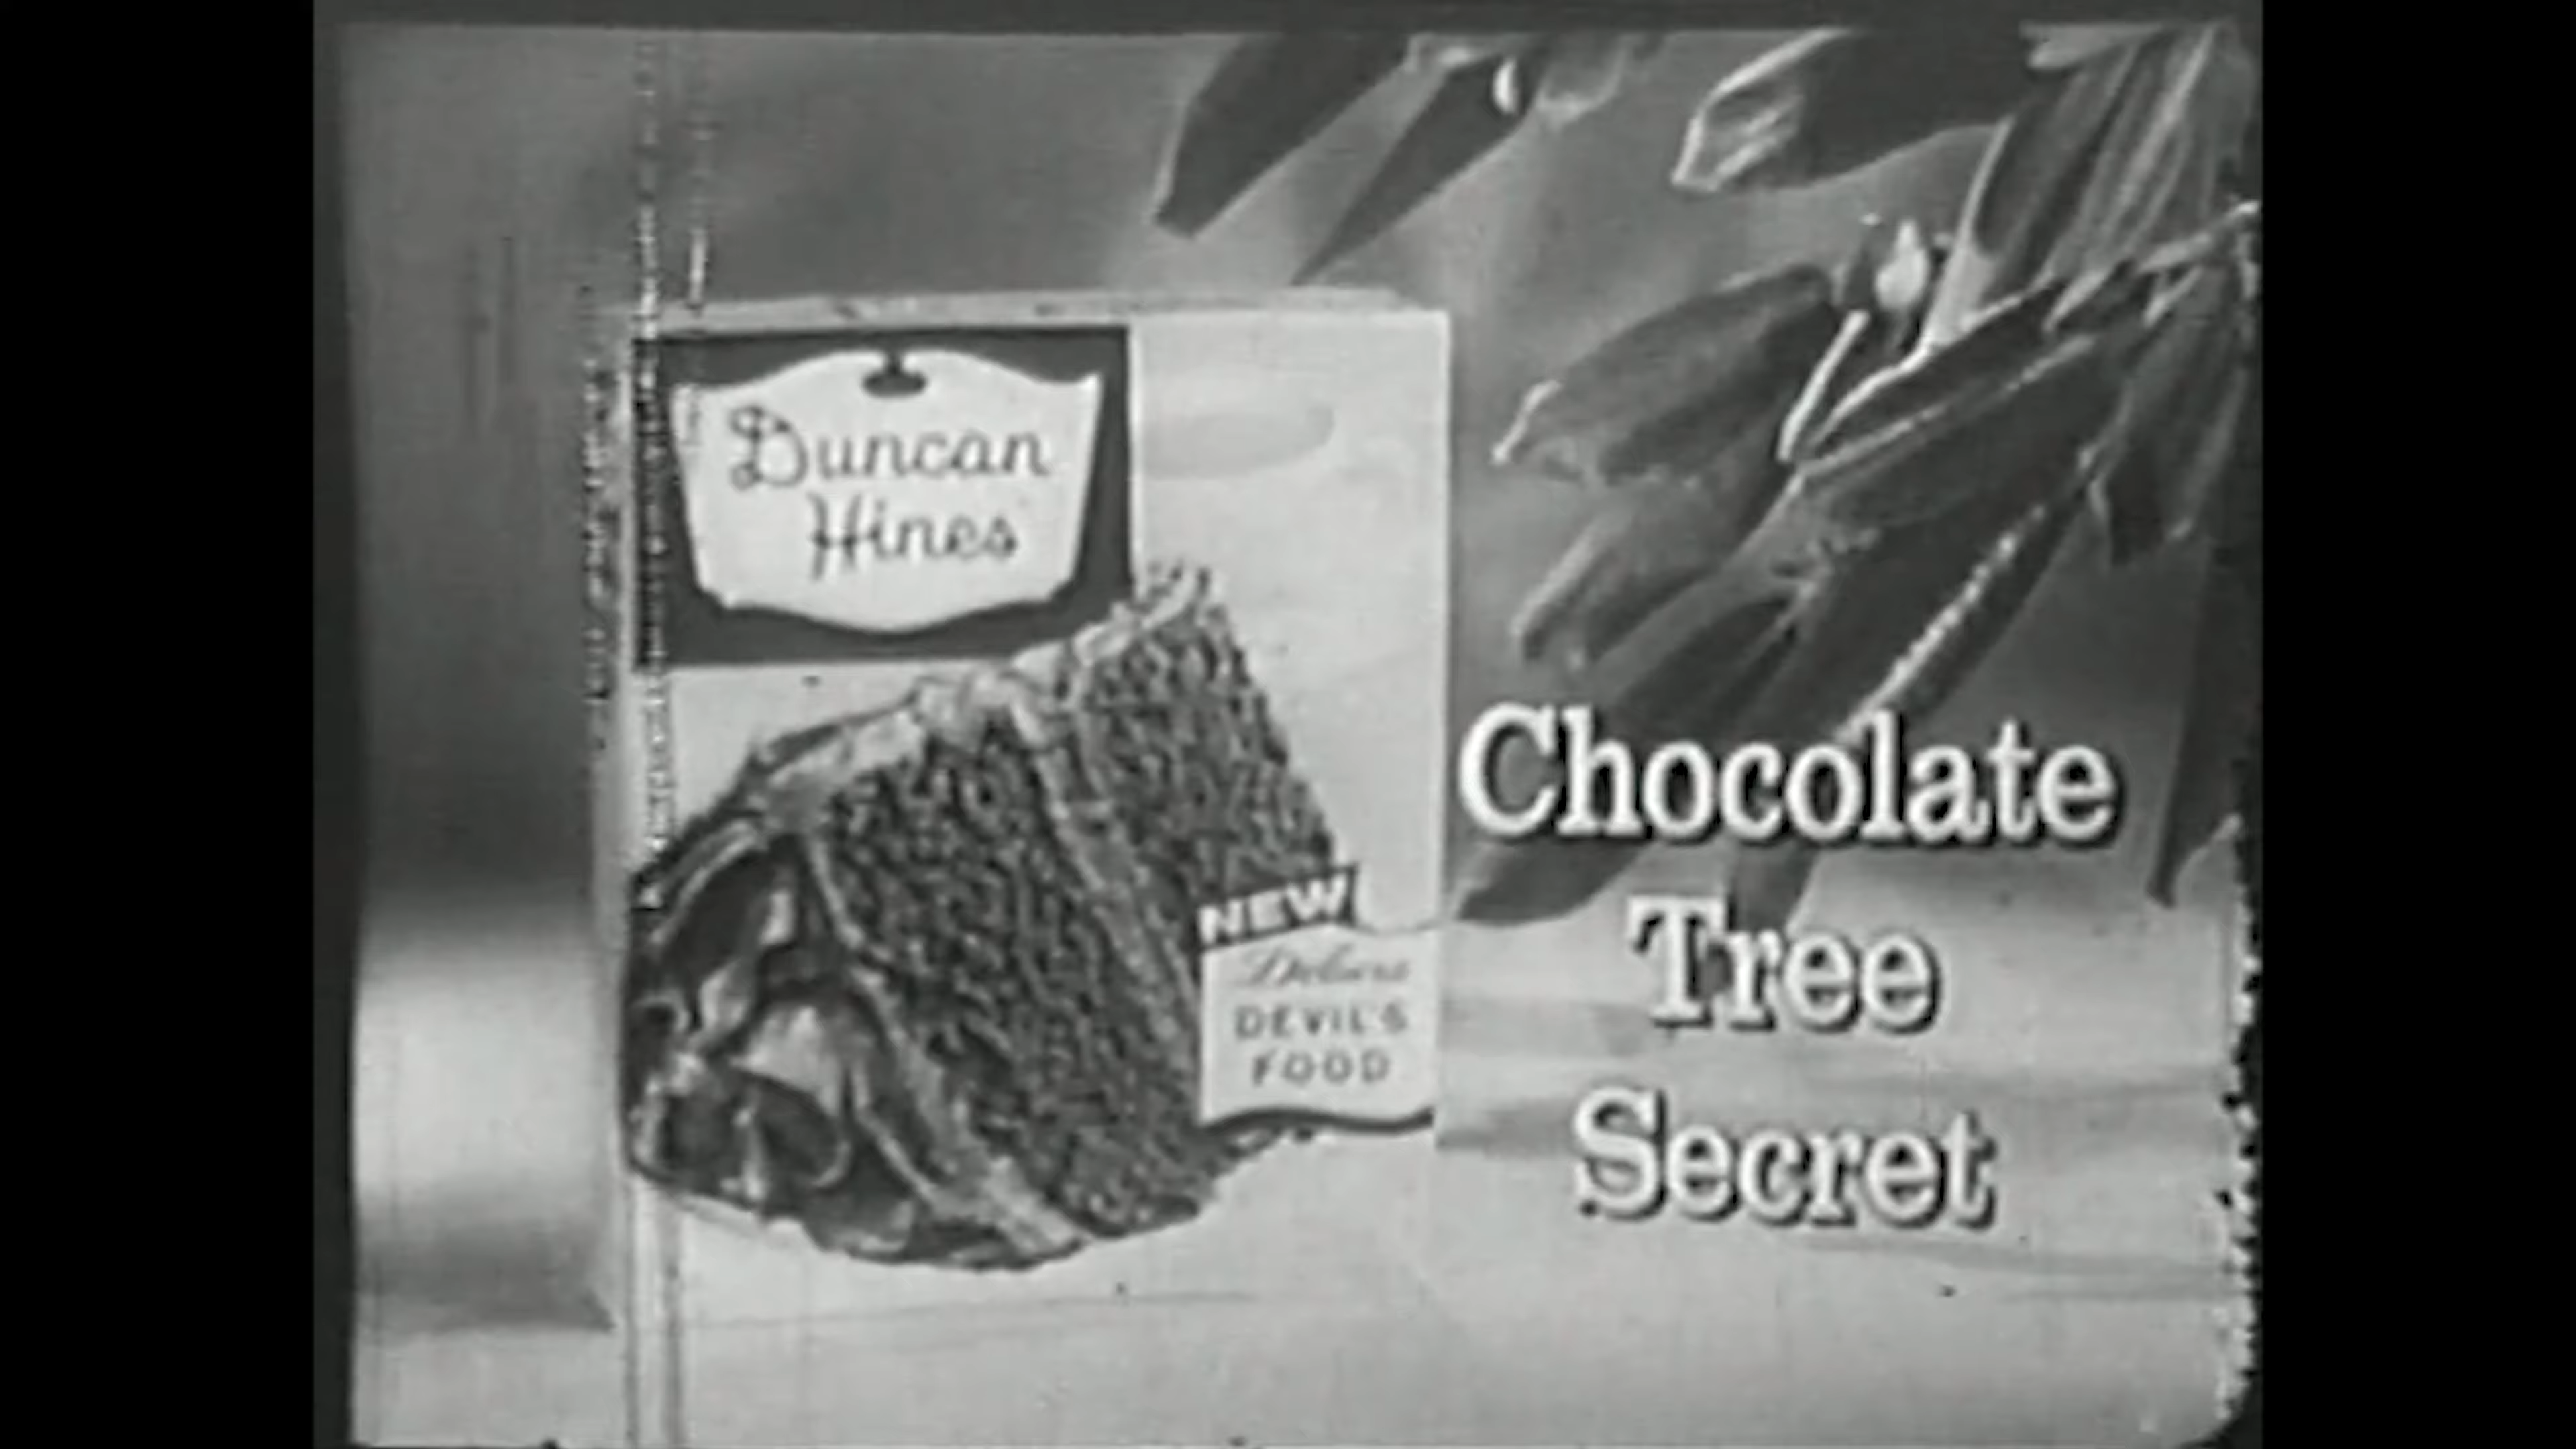 Duncan
Hines
NEW
Deluxe
DEVIL'S
FOOD
Chocolate
Tree
Secret